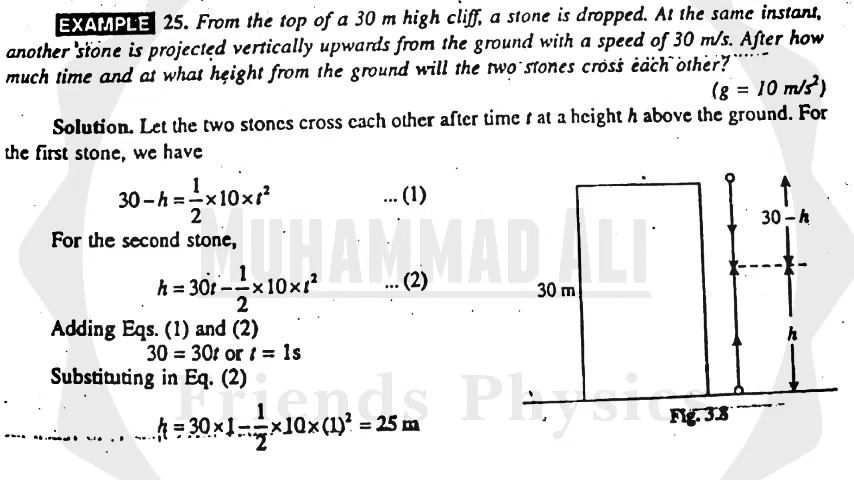 EXAMPLE 25. From the top of a 30 m high cliff, a stone is dropped. At the same instant,
another stone is projected vertically upwards from the ground with a speed of 30 m/s. After how
much time and at what height from the ground will the two stones cross each other?
(g = 10 m/s²)
Solution. Let the two stones cross each other after time t at a height h above the ground. For
the first stone, we have
30 – h = 1/2 × 10 × t² ... (1)
For the second stone,
h = 30t – 1/2 × 10 × t² ... (2)
Adding Eqs. (1) and (2)
30 = 30t or t = 1s
Substituting in Eq. (2)
h = 30 × 1 – 1/2 × 10 × (1)² = 25 m
30 – h
30 m
h
Fig. 3.8
MUHAMMAD ALI
Friends Physics